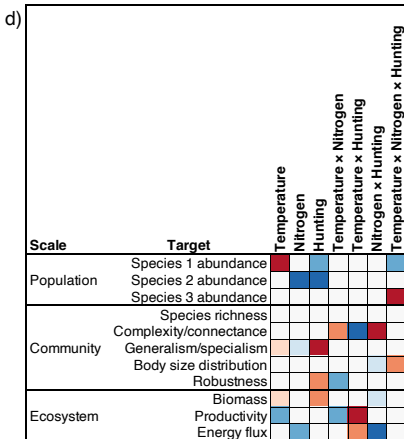 d)
Temperature
Nitrogen
Hunting
Temperature × Nitrogen
Temperature × Hunting
Nitrogen × Hunting
Temperature × Nitrogen × Hunting
Scale Target
Population
Species 1 abundance
Species 2 abundance
Species 3 abundance
Community
Species richness
Complexity/connectance
Generalism/specialism
Body size distribution
Robustness
Ecosystem
Biomass
Productivity
Energy flux